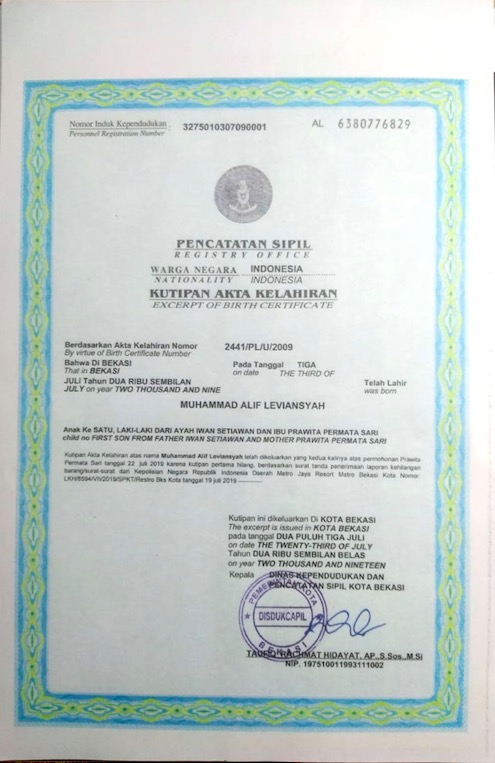 Nomor Induk Kependudukan : 3275010307090001
Personnel Registration Number
AL 6380776829
PENCATATAN SIPIL
REGISTRY OFFICE
WARGA NEGARA INDONESIA
NATIONALITY INDONESIA
KUTIPAN AKTA KELAHIRAN
EXCERPT OF BIRTH CERTIFICATE
Berdasarkan Akta Kelahiran Nomor 2441/PL/U/2009
By virtue of Birth Certificate Number
Bahwa Di BEKASI Pada Tanggal TIGA
That in BEKASI on date THE THIRD OF
JULI Tahun DUA RIBU SEMBILAN Telah Lahir
JULY on year TWO THOUSAND AND NINE was born
MUHAMMAD ALIF LEVIANSYAH
Anak Ke SATU, LAKI-LAKI DARI AYAH IWAN SETIAWAN DAN IBU PRAWITA PERMATA SARI
child no FIRST SON FROM FATHER IWAN SETIAWAN AND MOTHER PRAWITA PERMATA SARI
Kutipan Akta Kelahiran atas nama Muhammad Alif Leviansyah telah dikeluarkan yang kedua kalinya atas permohonan Prawita
Permata Sari tanggal 22 juli 2019 karena kutipan pertama hilang, berdasarkan surat tanda penerimaan laporan kehilangan
barang/surat-surat dari Kepolisian Negara Republik Indonesia Daerah Metro Jaya Resort Metro Bekasi Kota Nomor:
LKH/8594/VII/2019/SPKT/Restro Bks Kota tanggal 19 juli 2019
Kutipan ini dikeluarkan Di KOTA BEKASI
The excerpt is issued in KOTA BEKASI
pada tanggal DUA PULUH TIGA JULI
on date THE TWENTY-THIRD OF JULY
Tahun DUA RIBU SEMBILAN BELAS
on year TWO THOUSAND AND NINETEEN
Kepala DINAS KEPENDUDUKAN DAN
PENCATATAN SIPIL KOTA BEKASI
PEMERINTAH KOTA
DISDUKCAPIL
BEKASI
TAUFIQ RACHMAT HIDAYAT, AP.,S.Sos.,M.Si
NIP. 197510011993111002